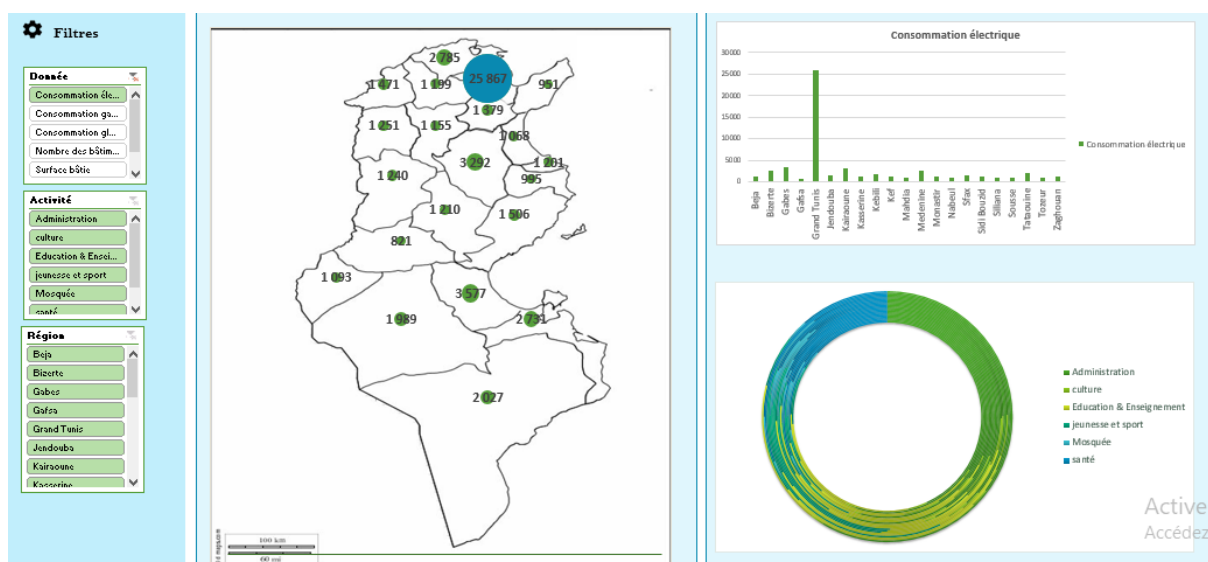 Filtres
Donnée
Consommation éle...
Consommation ga...
Consommation gl...
Nombre des bâtim...
Surface bâtie
Activité
Administration
culture
Education & Ensei...
jeunesse et sport
Mosquée
santé
Région
Beja
Bizerte
Gabes
Gafsa
Grand Tunis
Jendouba
Kairaoune
Kasserine
2 785
25 867
1 471
1 199
951
1 379
1 251
1 155
1 068
3 292
1 201
1 240
995
1 210
1 506
821
1 093
3 577
1 989
2 731
2 027
100 km
60 mi
Consommation électrique
30000
25000
20000
15000
10000
5000
0
Consommation électrique
Beja
Bizerte
Gabes
Gafsa
Grand Tunis
Jendouba
Kairaoune
Kasserine
Kebili
Kef
Mahdia
Medenine
Monastir
Nabeul
Sfax
Sidi Bouzid
Siliana
Sousse
Tataouine
Tozeur
Zaghouan
Administration
culture
Education & Enseignement
jeunesse et sport
Mosquée
santé
Active
Accédez